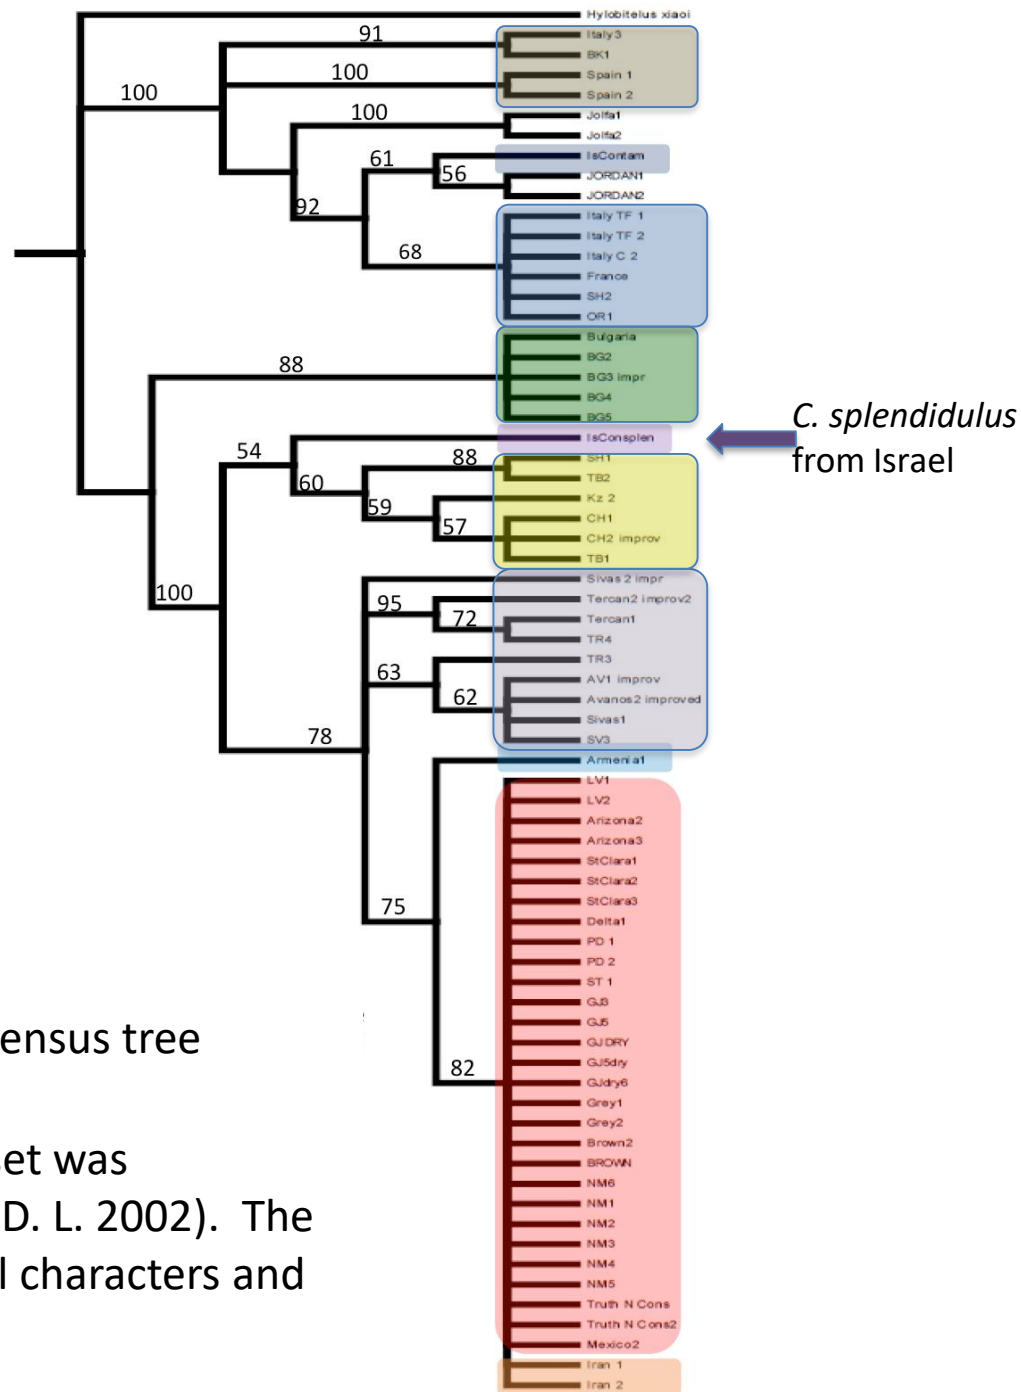 Hylobitelus xiaoi
91
Italy3
BK1
100
Spain 1
Spain 2
100
100
Jolfa1
Jolfa2
61
IsContam
56
JORDAN1
JORDAN2
92
Italy TF 1
Italy TF 2
68
Italy C 2
France
SH2
OR1
Bulgaria
88
BG2
BG3 impr
BG4
BG5
C. splendidulus
from Israel
IsConsplen
54
88
SH1
TB2
60
59
Kz 2
57
CH1
CH2 improv
TB1
Sivas 2 impr
100
95
Tercan2 improv2
72
Tercan1
TR4
63
TR3
62
AV1 improv
Avanos2 improved
Sivas1
78
SV3
Armenia1
LV1
LV2
Arizona2
Arizona3
StClara1
StClara2
75
StClara3
Delta1
PD 1
PD 2
ST 1
GJ3
GJ5
GJDRY
GJ5dry
82
GJdry6
Grey1
Grey2
Brown2
BROWN
NM6
NM1
NM2
NM3
NM4
NM5
Truth N Cons
Truth N Cons2
Mexico2
Iran 1
Iran 2
ensus tree
set was
D. L. 2002). The
l characters and